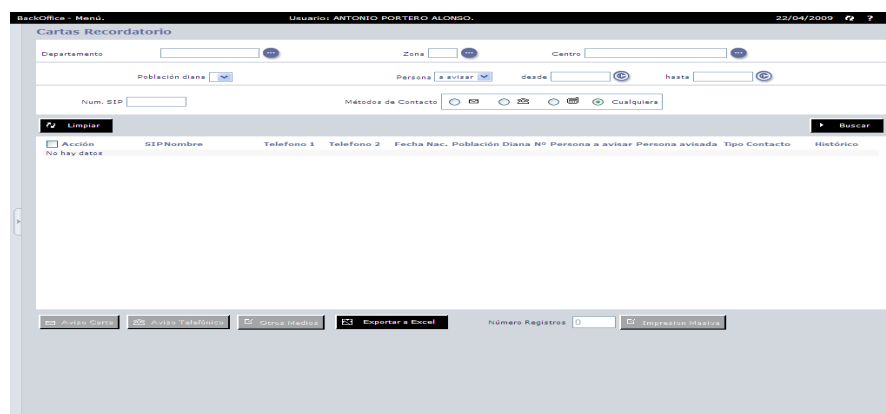 BackOffice - Menú. Usuario: ANTONIO PORTERO ALONSO. 22/04/2009 ?
Cartas Recordatorio
Departamento Zona Centro
Población diana Persona a avisar desde hasta
Num. SIP Métodos de Contacto Cualquiera
Limpiar Buscar
Acción SIP Nombre Telefono 1 Telefono 2 Fecha Nac. Población Diana Nº Persona a avisar Persona avisada Tipo Contacto Histórico
No hay datos
Aviso Carta Aviso Telefónico Otros Medios Exportar a Excel Número Registros 0 Impresion Masiva